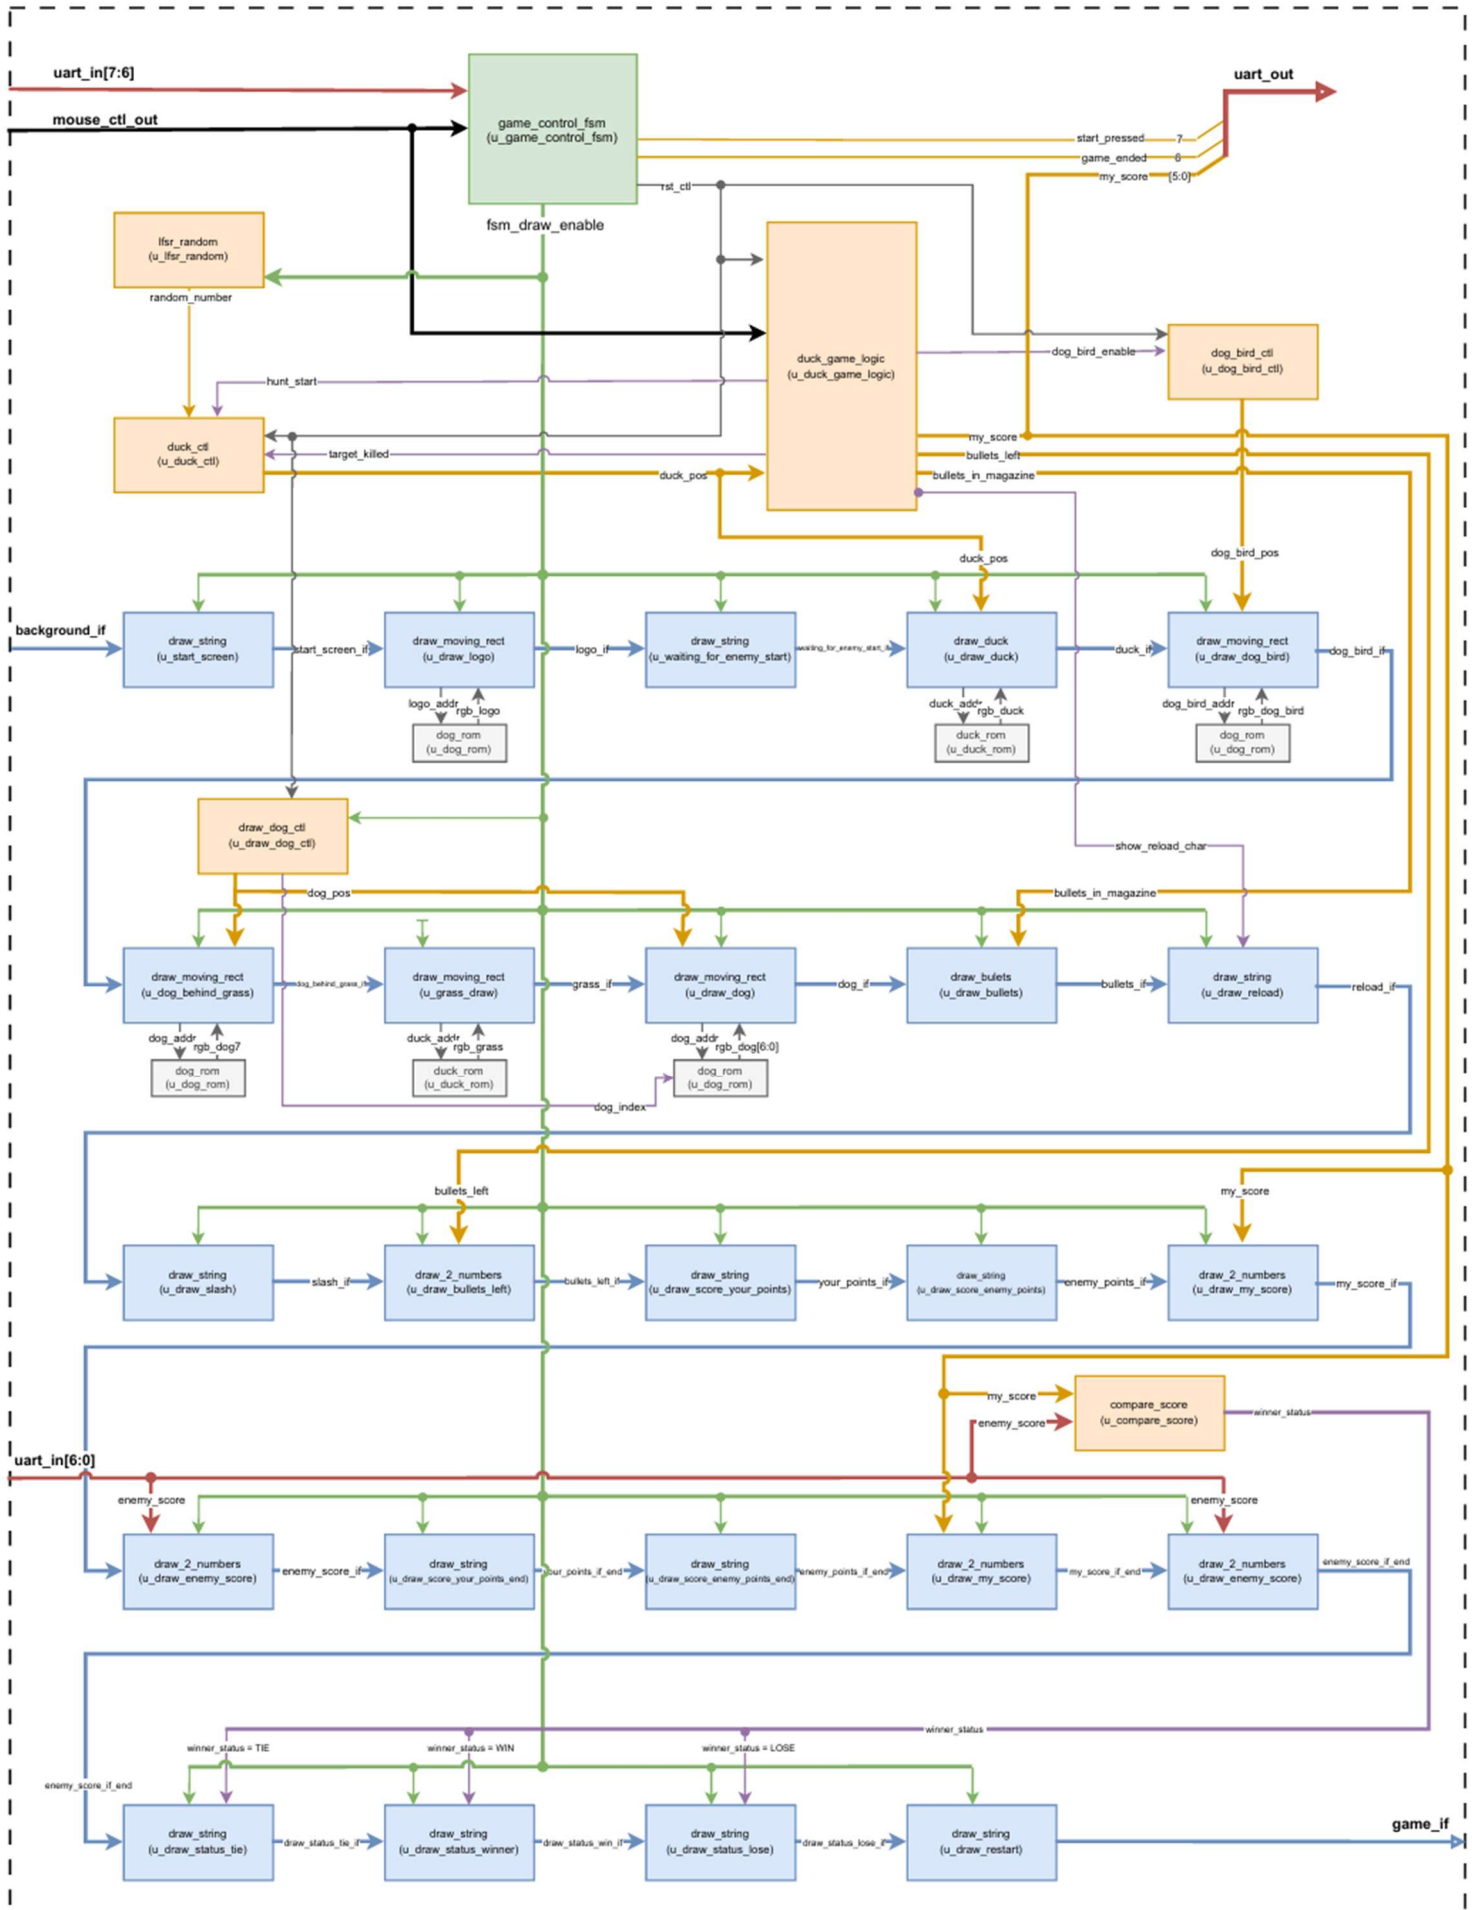 uart_in[7:6]
mouse_ctl_out
game_control_fsm
(u_game_control_fsm)
uart_out
start_pressed 7
game_ended 6
my_score [5:0]
rst_ctl
fsm_draw_enable
lfsr_random
(u_lfsr_random)
random_number
duck_game_logic
(u_duck_game_logic)
dog_bird_enable
dog_bird_ctl
(u_dog_bird_ctl)
hunt_start
duck_ctl
(u_duck_ctl)
target_killed
duck_pos
my_score
bullets_left
bullets_in_magazine
duck_pos
dog_bird_pos
background_if
draw_string
(u_start_screen)
start_screen_if
draw_moving_rect
(u_draw_logo)
logo_if
draw_string
(u_waiting_for_enemy_start)
waiting_for_enemy_start_if
draw_duck
(u_draw_duck)
duck_if
draw_moving_rect
(u_draw_dog_bird)
dog_bird_if
logo_addr
rgb_logo
dog_rom
(u_dog_rom)
duck_addr
rgb_duck
duck_rom
(u_duck_rom)
dog_bird_addr
rgb_dog_bird
dog_rom
(u_dog_rom)
draw_dog_ctl
(u_draw_dog_ctl)
show_reload_char
dog_pos
bullets_in_magazine
draw_moving_rect
(u_dog_behind_grass)
dog_behind_grass_if
draw_moving_rect
(u_grass_draw)
grass_if
draw_moving_rect
(u_draw_dog)
dog_if
draw_bulets
(u_draw_bullets)
bullets_if
draw_string
(u_draw_reload)
reload_if
dog_addr
rgb_dog7
dog_rom
(u_dog_rom)
duck_addr
rgb_grass
duck_rom
(u_duck_rom)
dog_addr
rgb_dog[6:0]
dog_rom
(u_dog_rom)
dog_index
bullets_left
my_score
draw_string
(u_draw_slash)
slash_if
draw_2_numbers
(u_draw_bullets_left)
bullets_left_if
draw_string
(u_draw_score_your_points)
your_points_if
draw_string
(u_draw_score_enemy_points)
enemy_points_if
draw_2_numbers
(u_draw_my_score)
my_score_if
my_score
enemy_score
compare_score
(u_compare_score)
winner_status
uart_in[6:0]
enemy_score
enemy_score
draw_2_numbers
(u_draw_enemy_score)
enemy_score_if
draw_string
(u_draw_score_your_points_end)
your_points_if_end
draw_string
(u_draw_score_enemy_points_end)
enemy_points_if_end
draw_2_numbers
(u_draw_my_score)
my_score_if_end
draw_2_numbers
(u_draw_enemy_score)
enemy_score_if_end
winner_status
winner_status = TIE
winner_status = WIN
winner_status = LOSE
enemy_score_if_end
draw_string
(u_draw_status_tie)
draw_status_tie_if
draw_string
(u_draw_status_winner)
draw_status_win_if
draw_string
(u_draw_status_lose)
draw_status_lose_if
draw_string
(u_draw_restart)
game_if